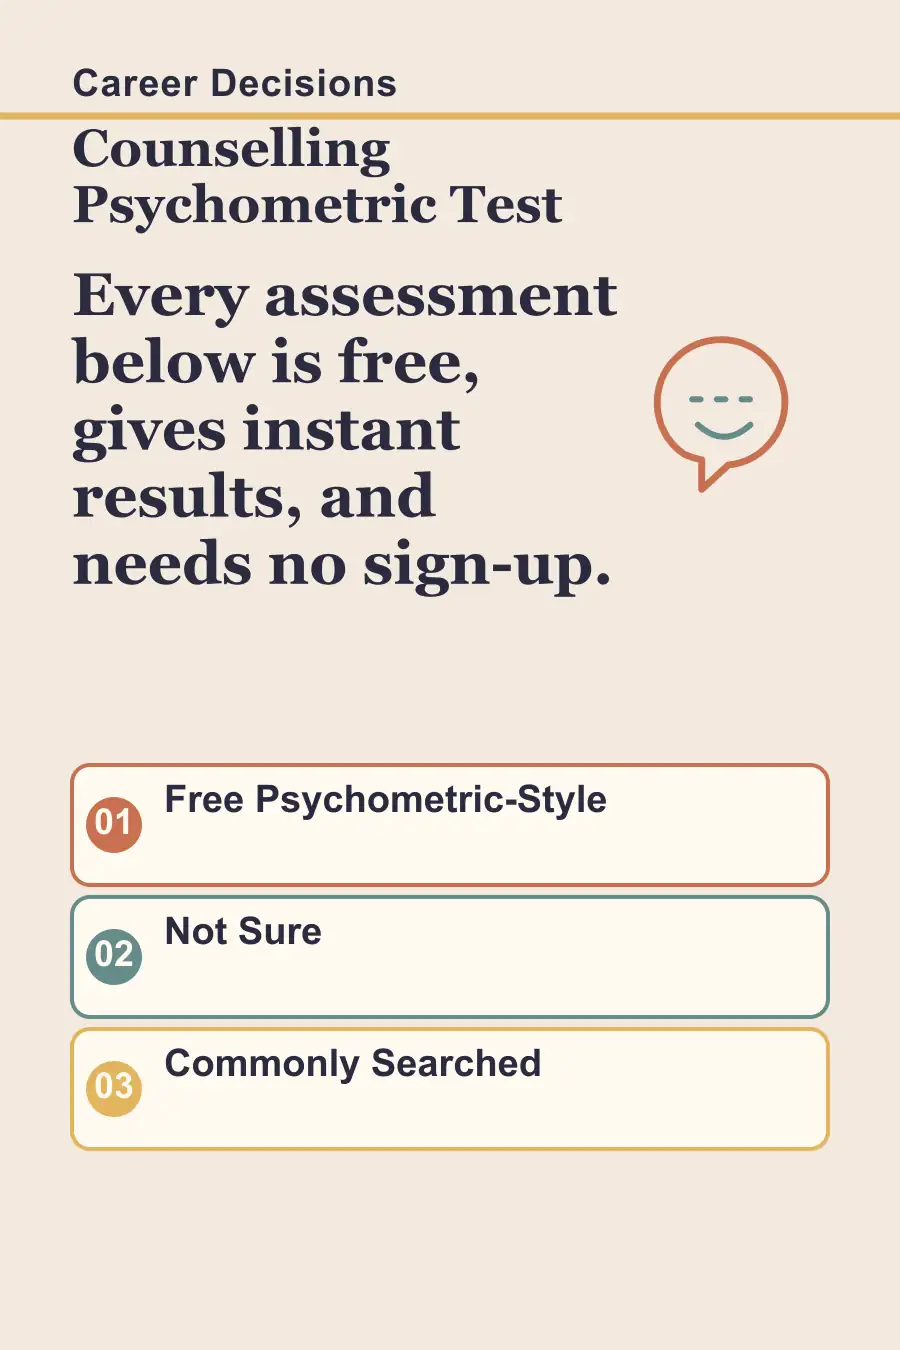 Career Decisions
Counselling
Psychometric Test
Every assessment
below is free,
gives instant
results, and
needs no sign-up.
01 Free Psychometric-Style
02 Not Sure
03 Commonly Searched